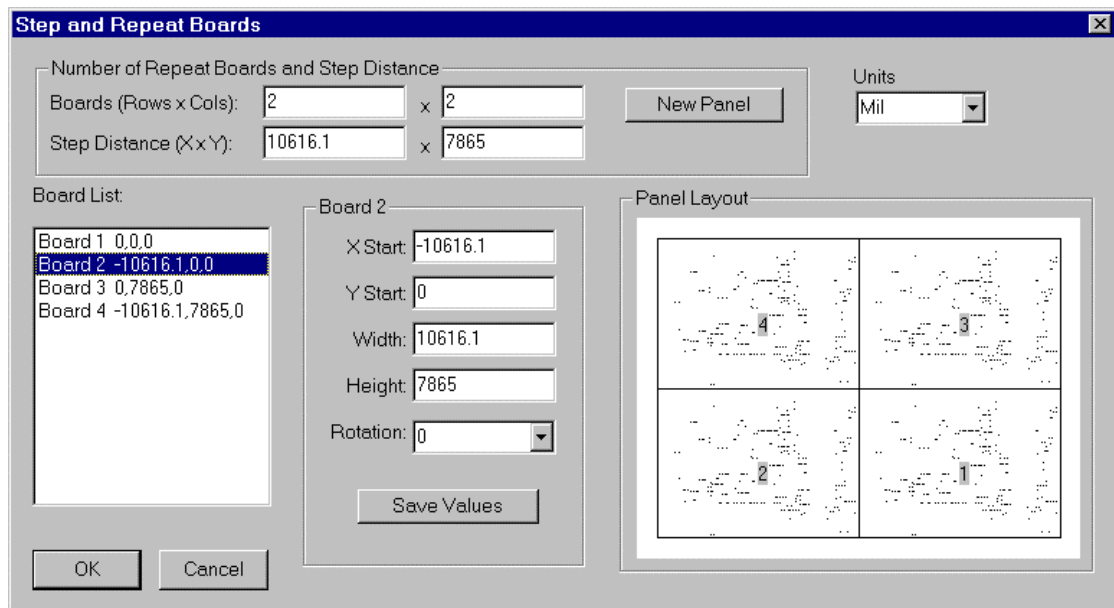 Step and Repeat Boards
Number of Repeat Boards and Step Distance
Boards (Rows x Cols): 2 x 2 New Panel
Step Distance (X x Y): 10616.1 x 7865
Units
Mil
Board List:
Board 1 0,0,0
Board 2 -10616.1,0,0
Board 3 0,7865,0
Board 4 -10616.1,7865,0
Board 2
X Start: -10616.1
Y Start: 0
Width: 10616.1
Height: 7865
Rotation: 0
Save Values
Panel Layout
4 3
2 1
OK Cancel